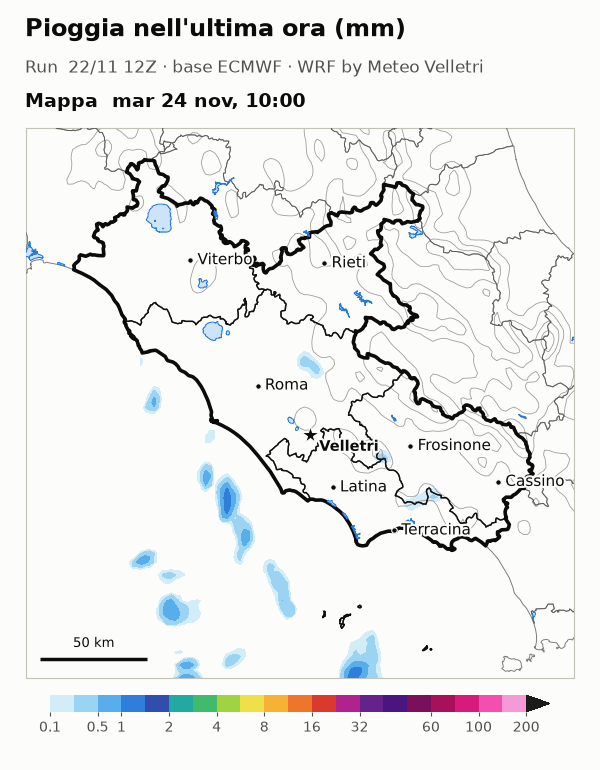 Pioggia nell'ultima ora (mm)
Run  22/11 12Z · base ECMWF · WRF by Meteo Velletri
Mappa  mar 24 nov, 10:00
Viterbo
Rieti
Roma
Velletri
Frosinone
Cassino
Latina
Terracina
50 km
0.1 0.5 1 2 4 8 16 32 60 100 200